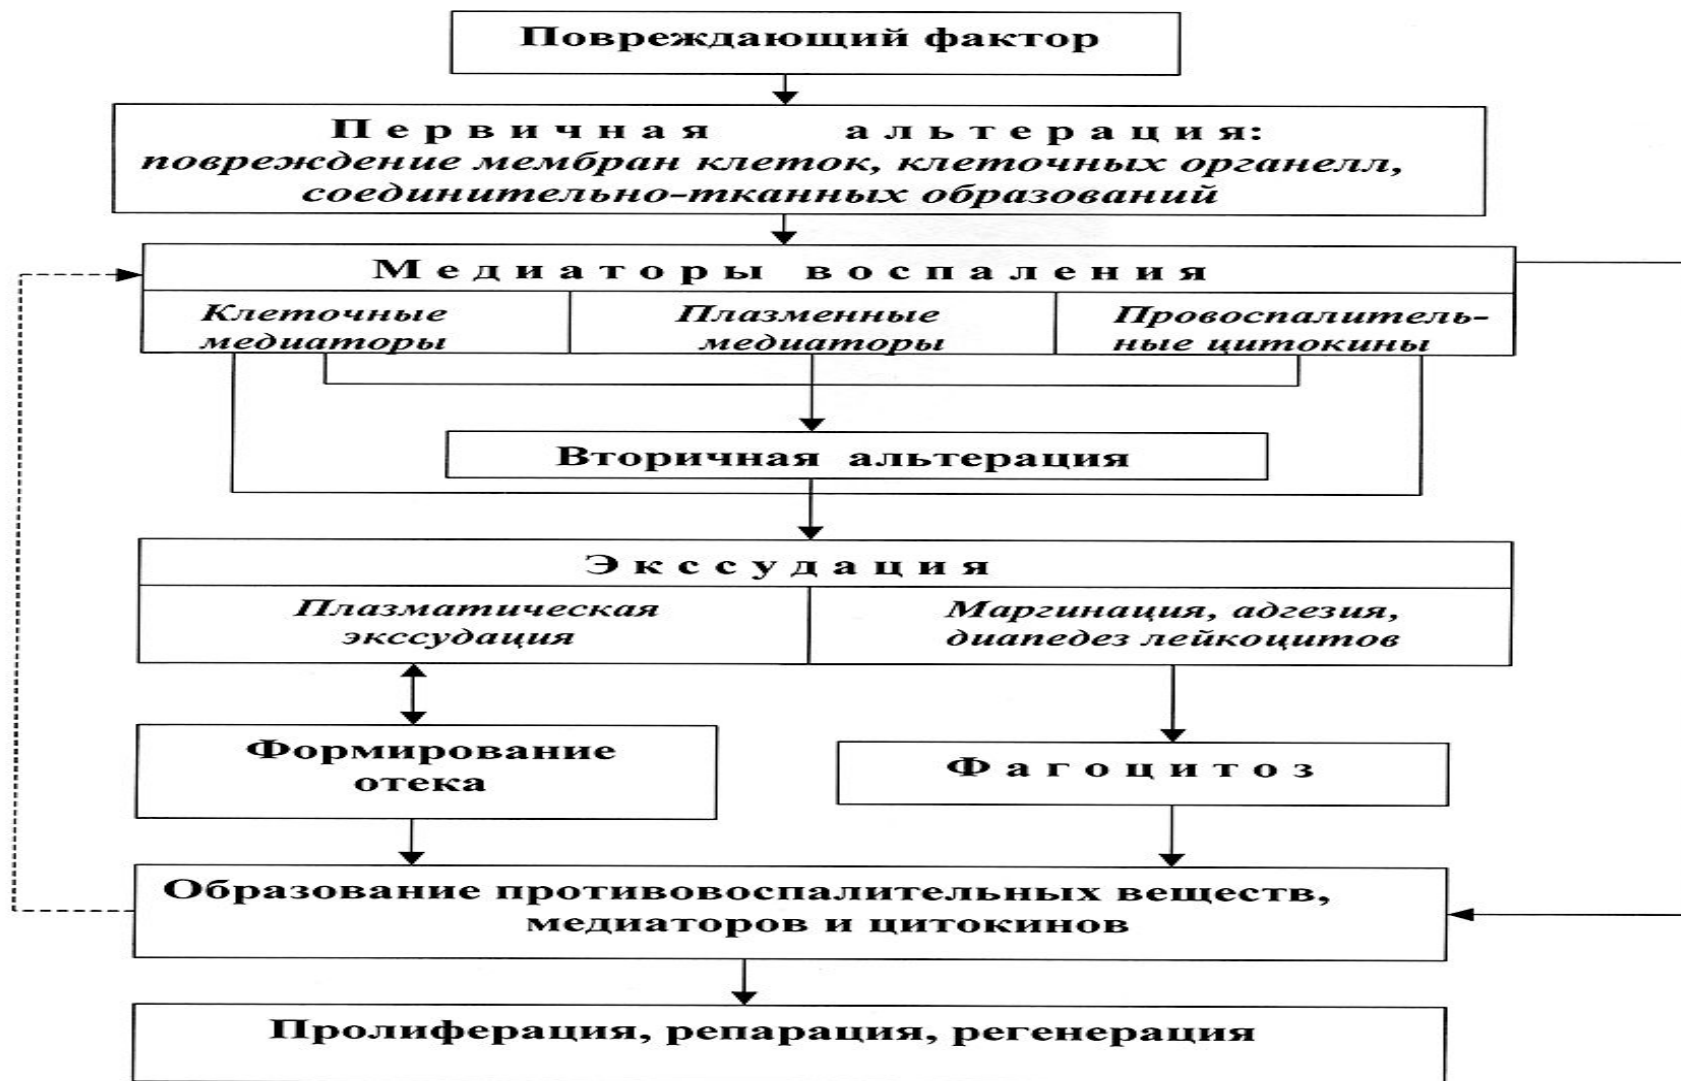 Повреждающий фактор
Первичная альтерация:
повреждение мембран клеток, клеточных органелл,
соединительно-тканных образований
Медиаторы воспаления
Клеточные
медиаторы
Плазменные
медиаторы
Провоспалитель-
ные цитокины
Вторичная альтерация
Экссудация
Плазматическая
экссудация
Маргинация, адгезия,
диапедез лейкоцитов
Формирование
отека
Фагоцитоз
Образование противовоспалительных веществ,
медиаторов и цитокинов
Пролиферация, репарация, регенерация